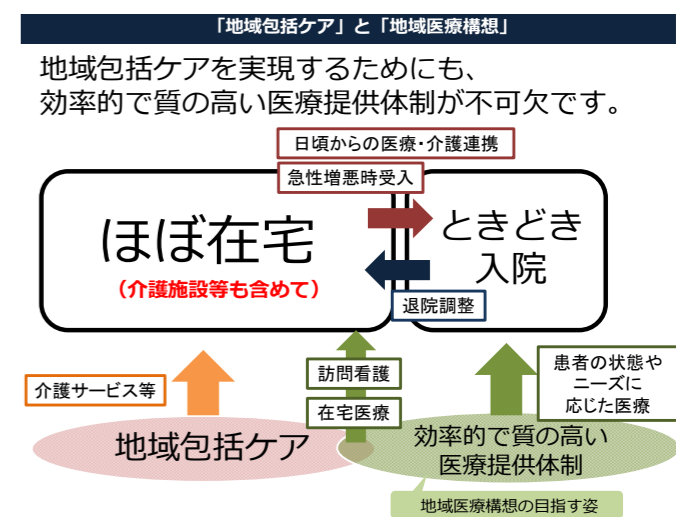 「地域包括ケア」と「地域医療構想」
地域包括ケアを実現するためにも、
効率的で質の高い医療提供体制が不可欠です。
日頃からの医療・介護連携
急性増悪時受入
ほぼ在宅
（介護施設等も含めて）
ときどき
入院
退院調整
介護サービス等
訪問看護
在宅医療
患者の状態や
ニーズに
応じた医療
地域包括ケア
効率的で質の高い
医療提供体制
地域医療構想の目指す姿